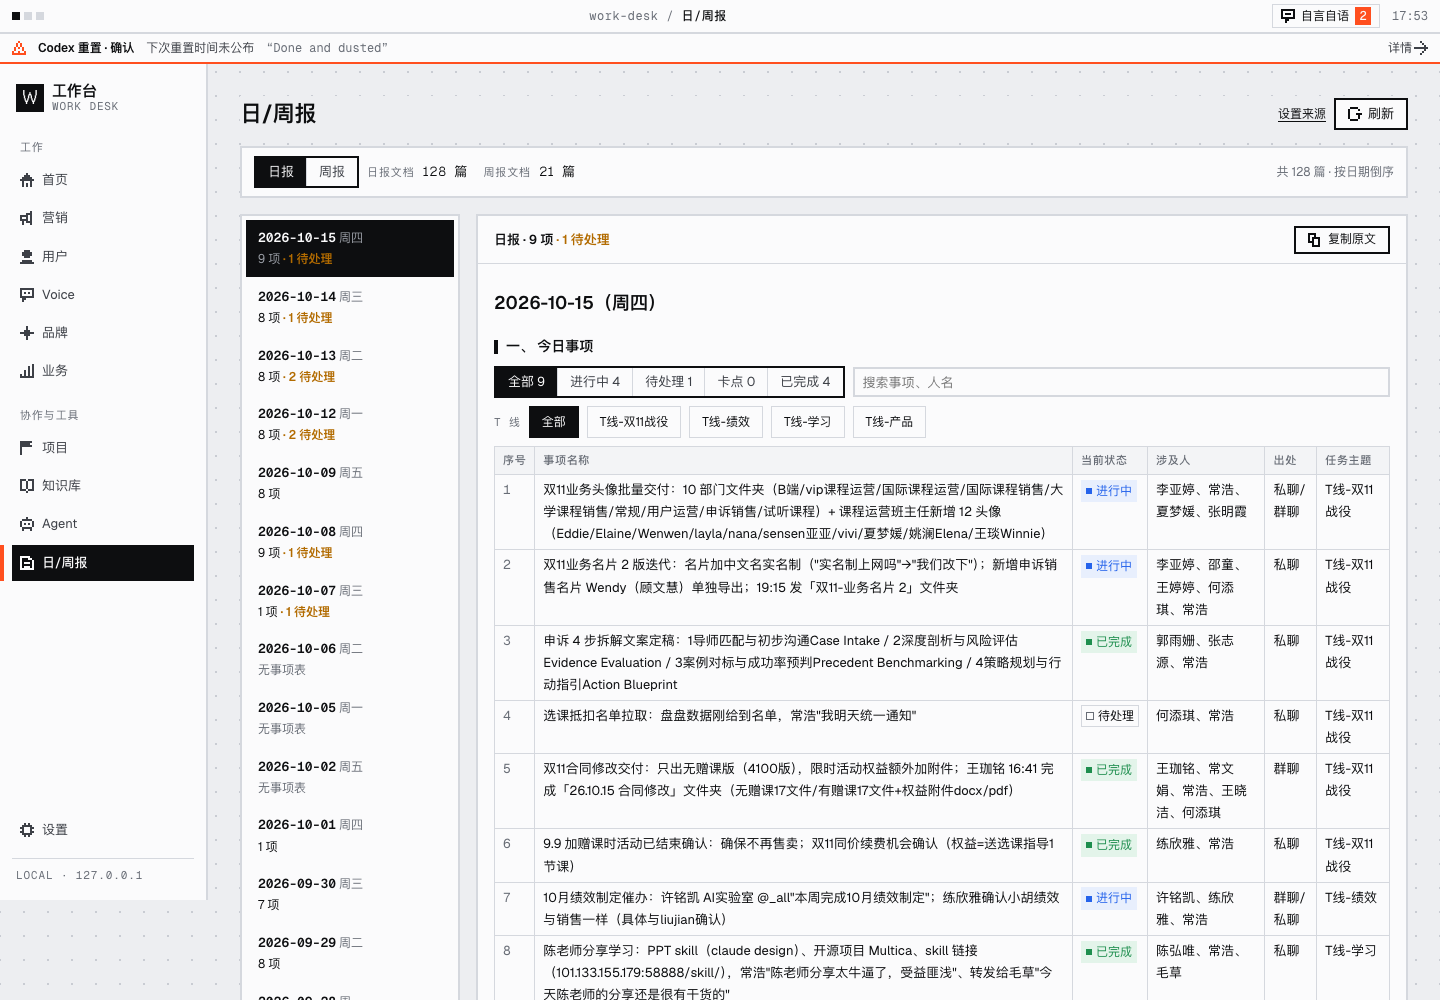 work-desk / 日/周报
自言自语 2
17:53
Codex 重置·确认 下次重置时间未公布 “Done and dusted”
详情
W 工作台
WORK DESK
工作
首页
营销
用户
Voice
品牌
业务
协作与工具
项目
知识库
Agent
日/周报
设置
LOCAL · 127.0.0.1
日/周报
设置来源
刷新
日报 周报 日报文档 128 篇 周报文档 21 篇
共 128 篇·按日期倒序
2026-10-15 周四
9 项·1 待处理
2026-10-14 周三
8 项·1 待处理
2026-10-13 周二
8 项·2 待处理
2026-10-12 周一
8 项·2 待处理
2026-10-09 周五
8 项
2026-10-08 周四
9 项·1 待处理
2026-10-07 周三
1 项·1 待处理
2026-10-06 周二
无事项表
2026-10-05 周一
无事项表
2026-10-02 周五
无事项表
2026-10-01 周四
1 项
2026-09-30 周三
7 项
2026-09-29 周二
8 项
日报·9 项·1 待处理
复制原文
2026-10-15（周四）
一、今日事项
全部 9 进行中 4 待处理 1 卡点 0 已完成 4
搜索事项、人名
T 线 全部 T线-双11战役 T线-绩效 T线-学习 T线-产品
序号 事项名称 当前状态 涉及人 出处 任务主题
1
双11业务头像批量交付：10 部门文件夹（B端/vip课程运营/国际课程运营/国际课程销售/大
学课程销售/常规/用户运营/申诉销售/试听课程）+ 课程运营班主任新增 12 头像
（Eddie/Elaine/Wenwen/layla/nana/sensen亚亚/vivi/夏梦媛/姚澜Elena/王琰Winnie）
进行中
李亚婷、常浩、
夏梦媛、张明霞
私聊/
群聊
T线-双11
战役
2
双11业务名片 2 版迭代：名片加中文名实名制（"实名制上网吗"→"我们改下"）；新增申诉销
售名片 Wendy（顾文慧）单独导出；19:15 发「双11-业务名片 2」文件夹
进行中
李亚婷、邵童、
王婷婷、何添
琪、常浩
私聊
T线-双11
战役
3
申诉 4 步拆解文案定稿：1导师匹配与初步沟通Case Intake / 2深度剖析与风险评估
Evidence Evaluation / 3案例对标与成功率预判Precedent Benchmarking / 4策略规划与行
动指引Action Blueprint
已完成
郭雨姗、张志
源、常浩
私聊
T线-双11
战役
4
选课抵扣名单拉取：盘盘数据刚给到名单，常浩"我明天统一通知"
待处理
何添琪、常浩
私聊
T线-双11
战役
5
双11合同修改交付：只出无赠课版（4100版），限时活动权益额外加附件；王珈铭 16:41 完
成「26.10.15 合同修改」文件夹（无赠课17文件/有赠课17文件+权益附件docx/pdf）
已完成
王珈铭、常文
娟、常浩、王晓
洁、何添琪
群聊
T线-双11
战役
6
9.9 加赠课时活动已结束确认：确保不再售卖；双11同价续费机会确认（权益=送选课指导1
节课）
已完成
练欣雅、常浩
私聊
T线-双11
战役
7
10月绩效制定催办：许铭凯 AI实验室 @_all"本周完成10月绩效制定"；练欣雅确认小胡绩效
与销售一样（具体与liujian确认）
进行中
许铭凯、练欣
雅、常浩
群聊/
私聊
T线-绩效
8
陈老师分享学习：PPT skill（claude design）、开源项目 Multica、skill 链接
（101.133.155.179:58888/skill/），常浩"陈老师分享太牛逼了，受益匪浅"、转发给毛草"今
天陈老师的分享还是很有干货的"
已完成
陈弘唯、常浩、
毛草
私聊
T线-学习